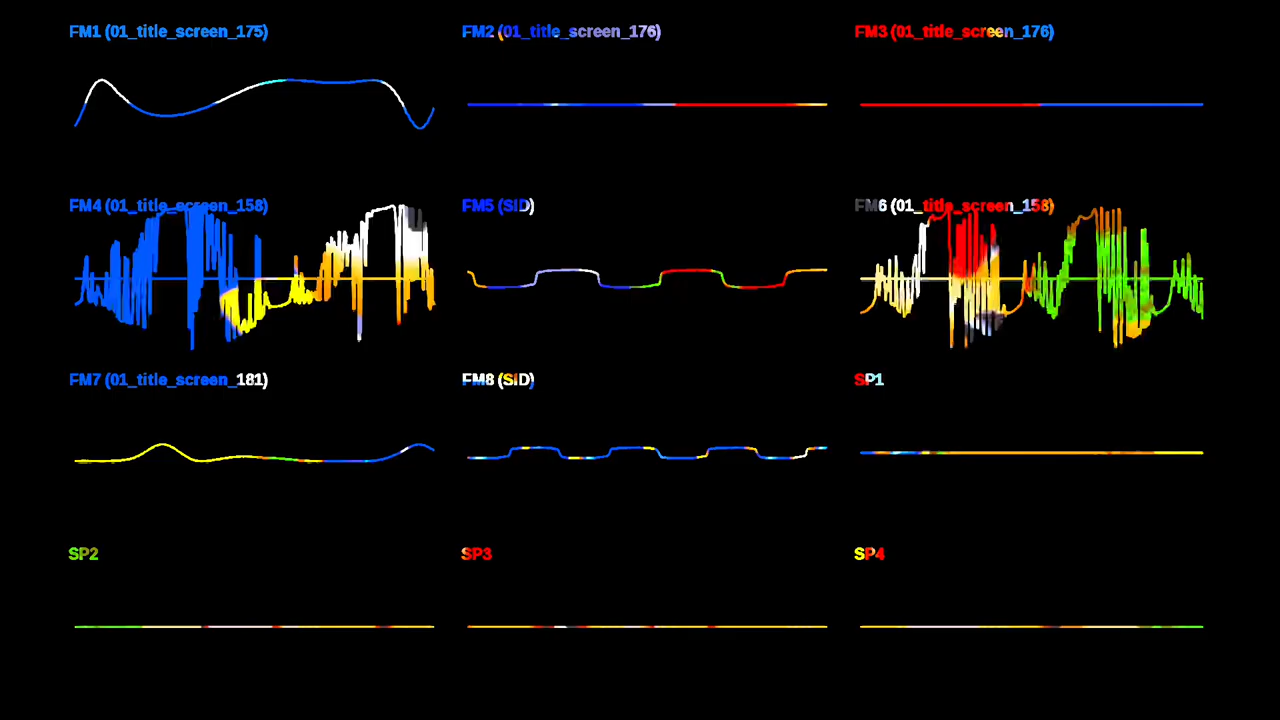 FM1 (01_title_screen_175)
FM2 (01_title_screen_176)
FM3 (01_title_screen_176)
FM4 (01_title_screen_158)
FM5 (SID)
FM6 (01_title_screen_158)
FM7 (01_title_screen_181)
FM8 (SID)
SP1
SP2
SP3
SP4